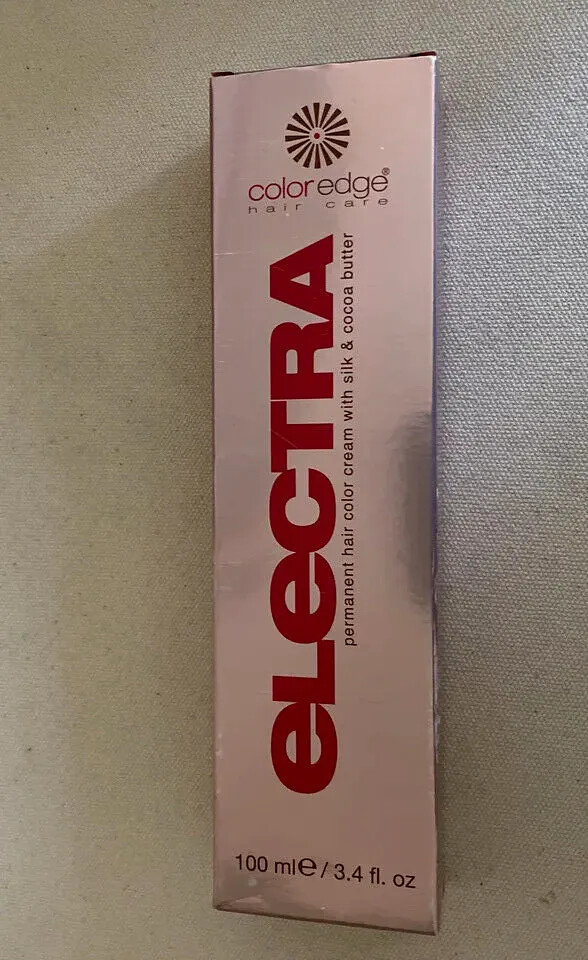 coloredge®
hair care
eLecTRA
permanent hair color cream with silk & cocoa butter
100 ml℮ / 3.4 fl. oz